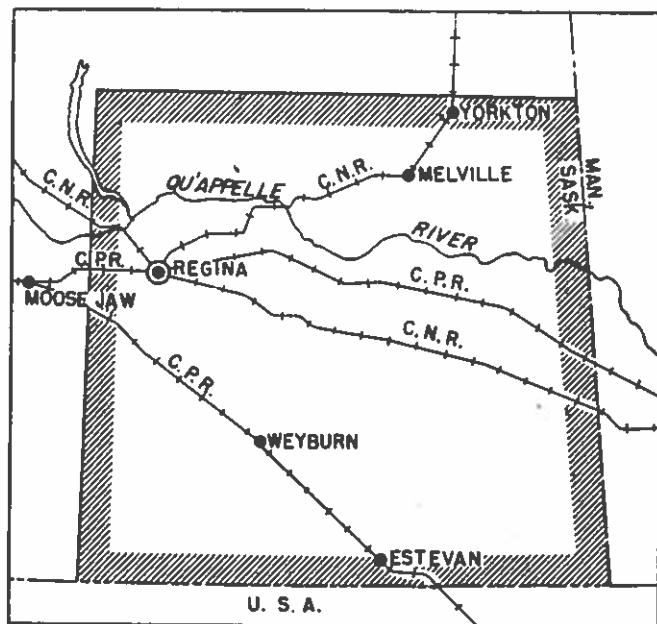 YORKTON
C.N.R.
MELVILLE
MAN
SASK
C.N.R.
QU'APPELLE
RIVER
C.P.R.
REGINA
C.P.R.
MOOSE JAW
C.N.R.
C.P.R.
WEYBURN
ESTEVAN
U. S. A.